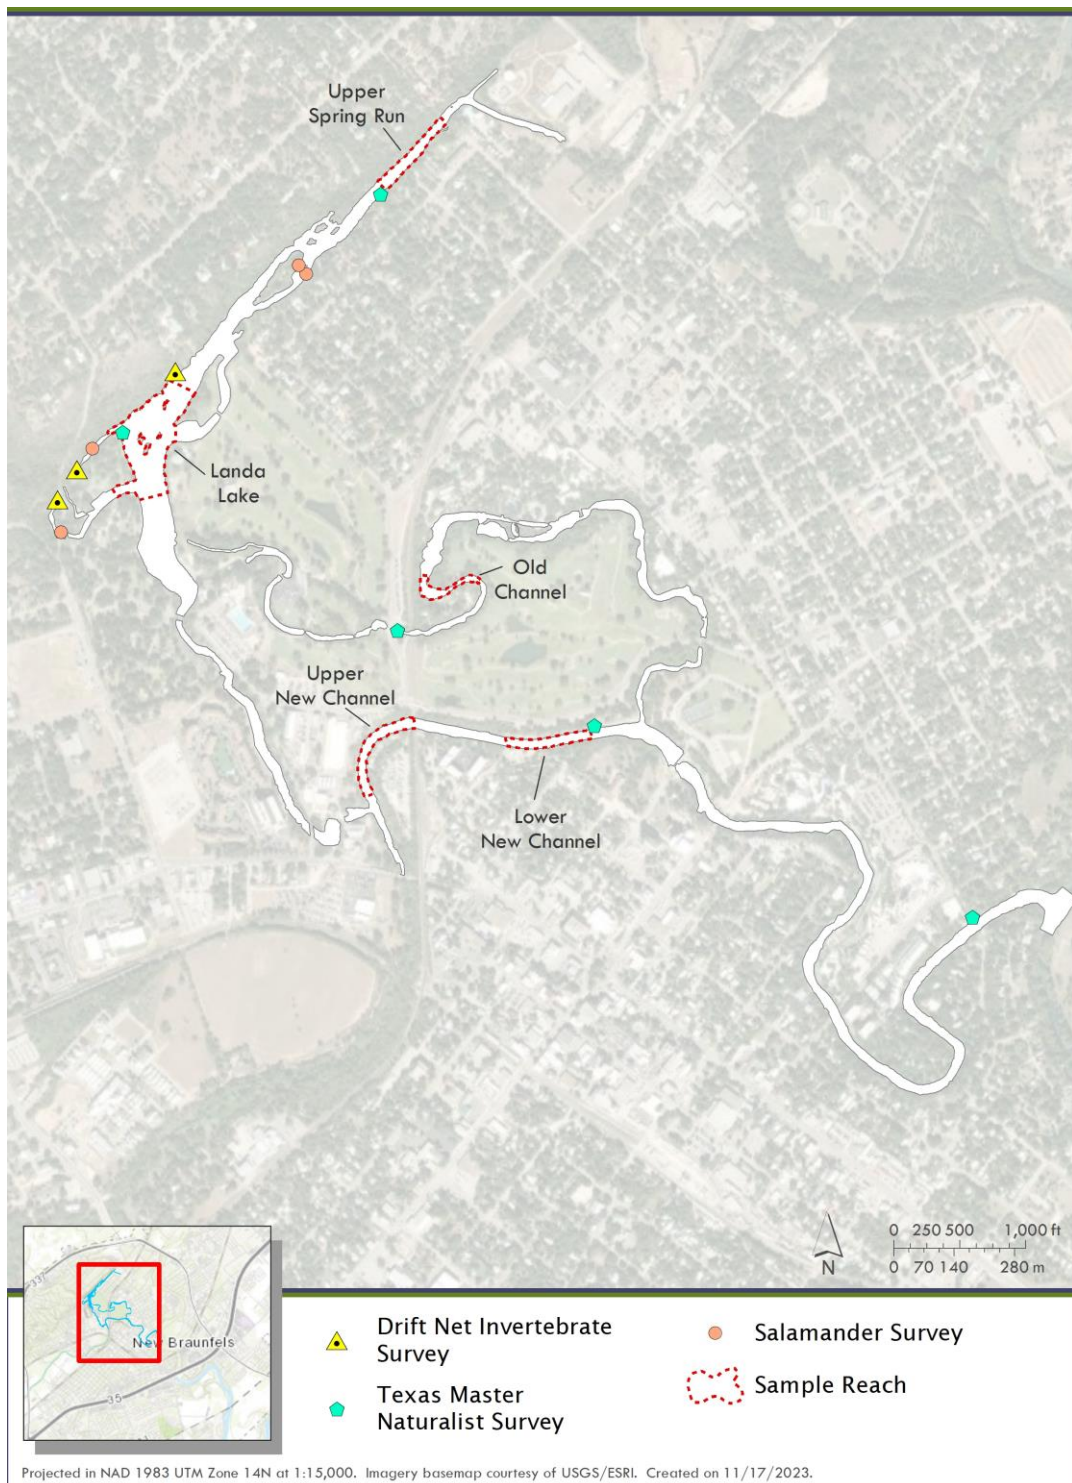 Upper
Spring Run
Landa
Lake
Old
Channel
Upper
New Channel
Lower
New Channel
N
0 250 500 1,000 ft
0 70 140 280 m
337
New Braunfels
35
Drift Net Invertebrate
Survey
Texas Master
Naturalist Survey
Salamander Survey
Sample Reach
Projected in NAD 1983 UTM Zone 14N at 1:15,000. Imagery basemap courtesy of USGS/ESRI. Created on 11/17/2023.